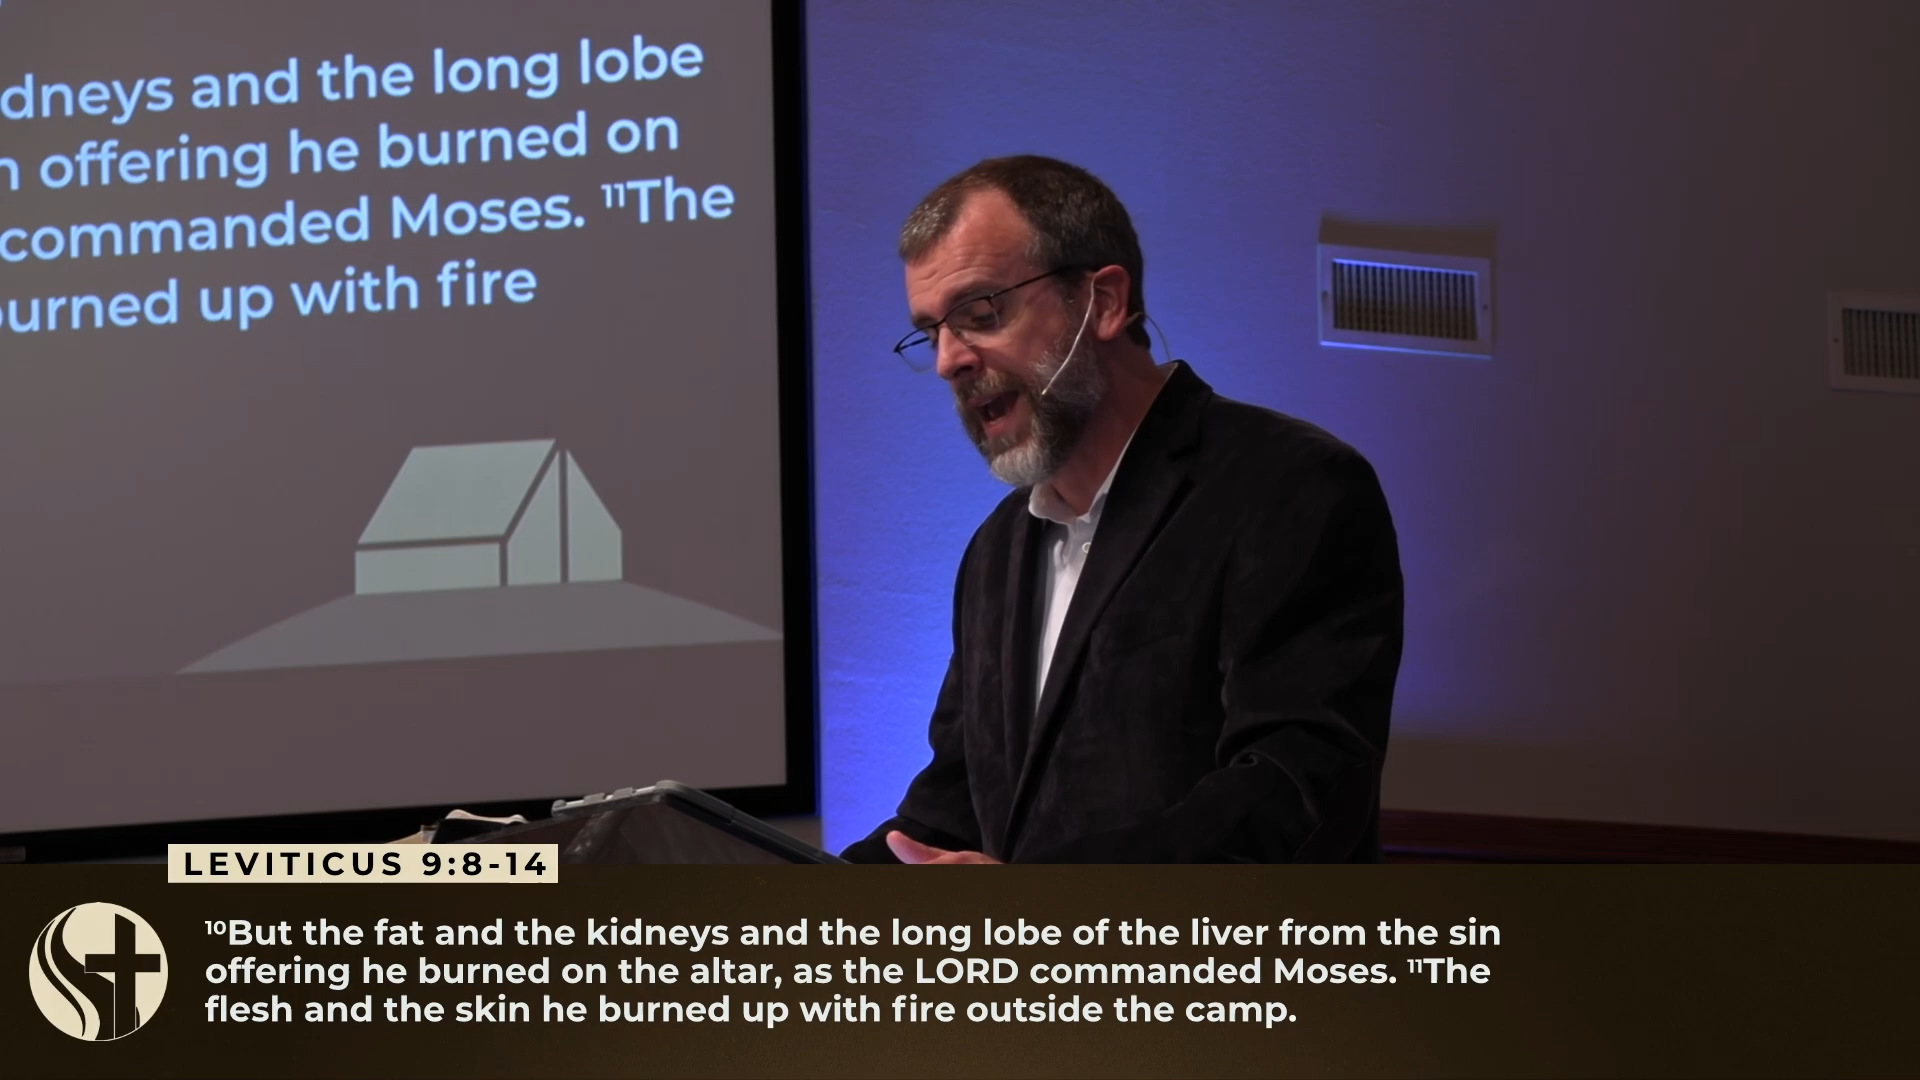 dneys and the long lobe
offering he burned on
commanded Moses. ¹¹The
urned up with fire
LEVITICUS 9:8-14
¹⁰But the fat and the kidneys and the long lobe of the liver from the sin
offering he burned on the altar, as the LORD commanded Moses. ¹¹The
flesh and the skin he burned up with fire outside the camp.